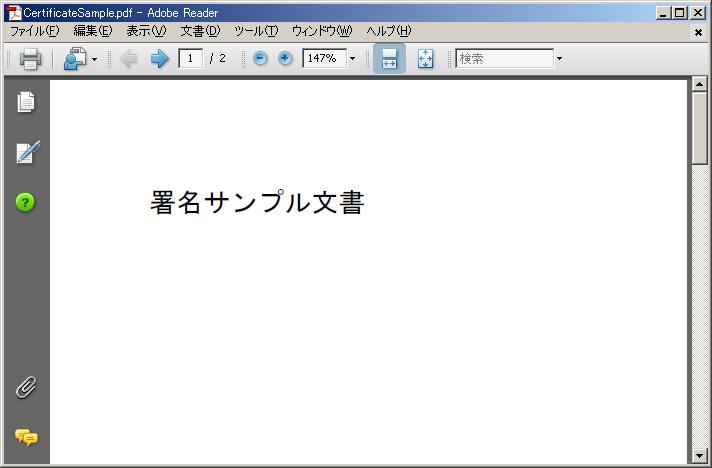 CertificateSample.pdf - Adobe Reader
ファイル(F) 編集(E) 表示(V) 文書(D) ツール(T) ウィンドウ(W) ヘルプ(H)
1 / 2 147% 検索
署名サンプル文書